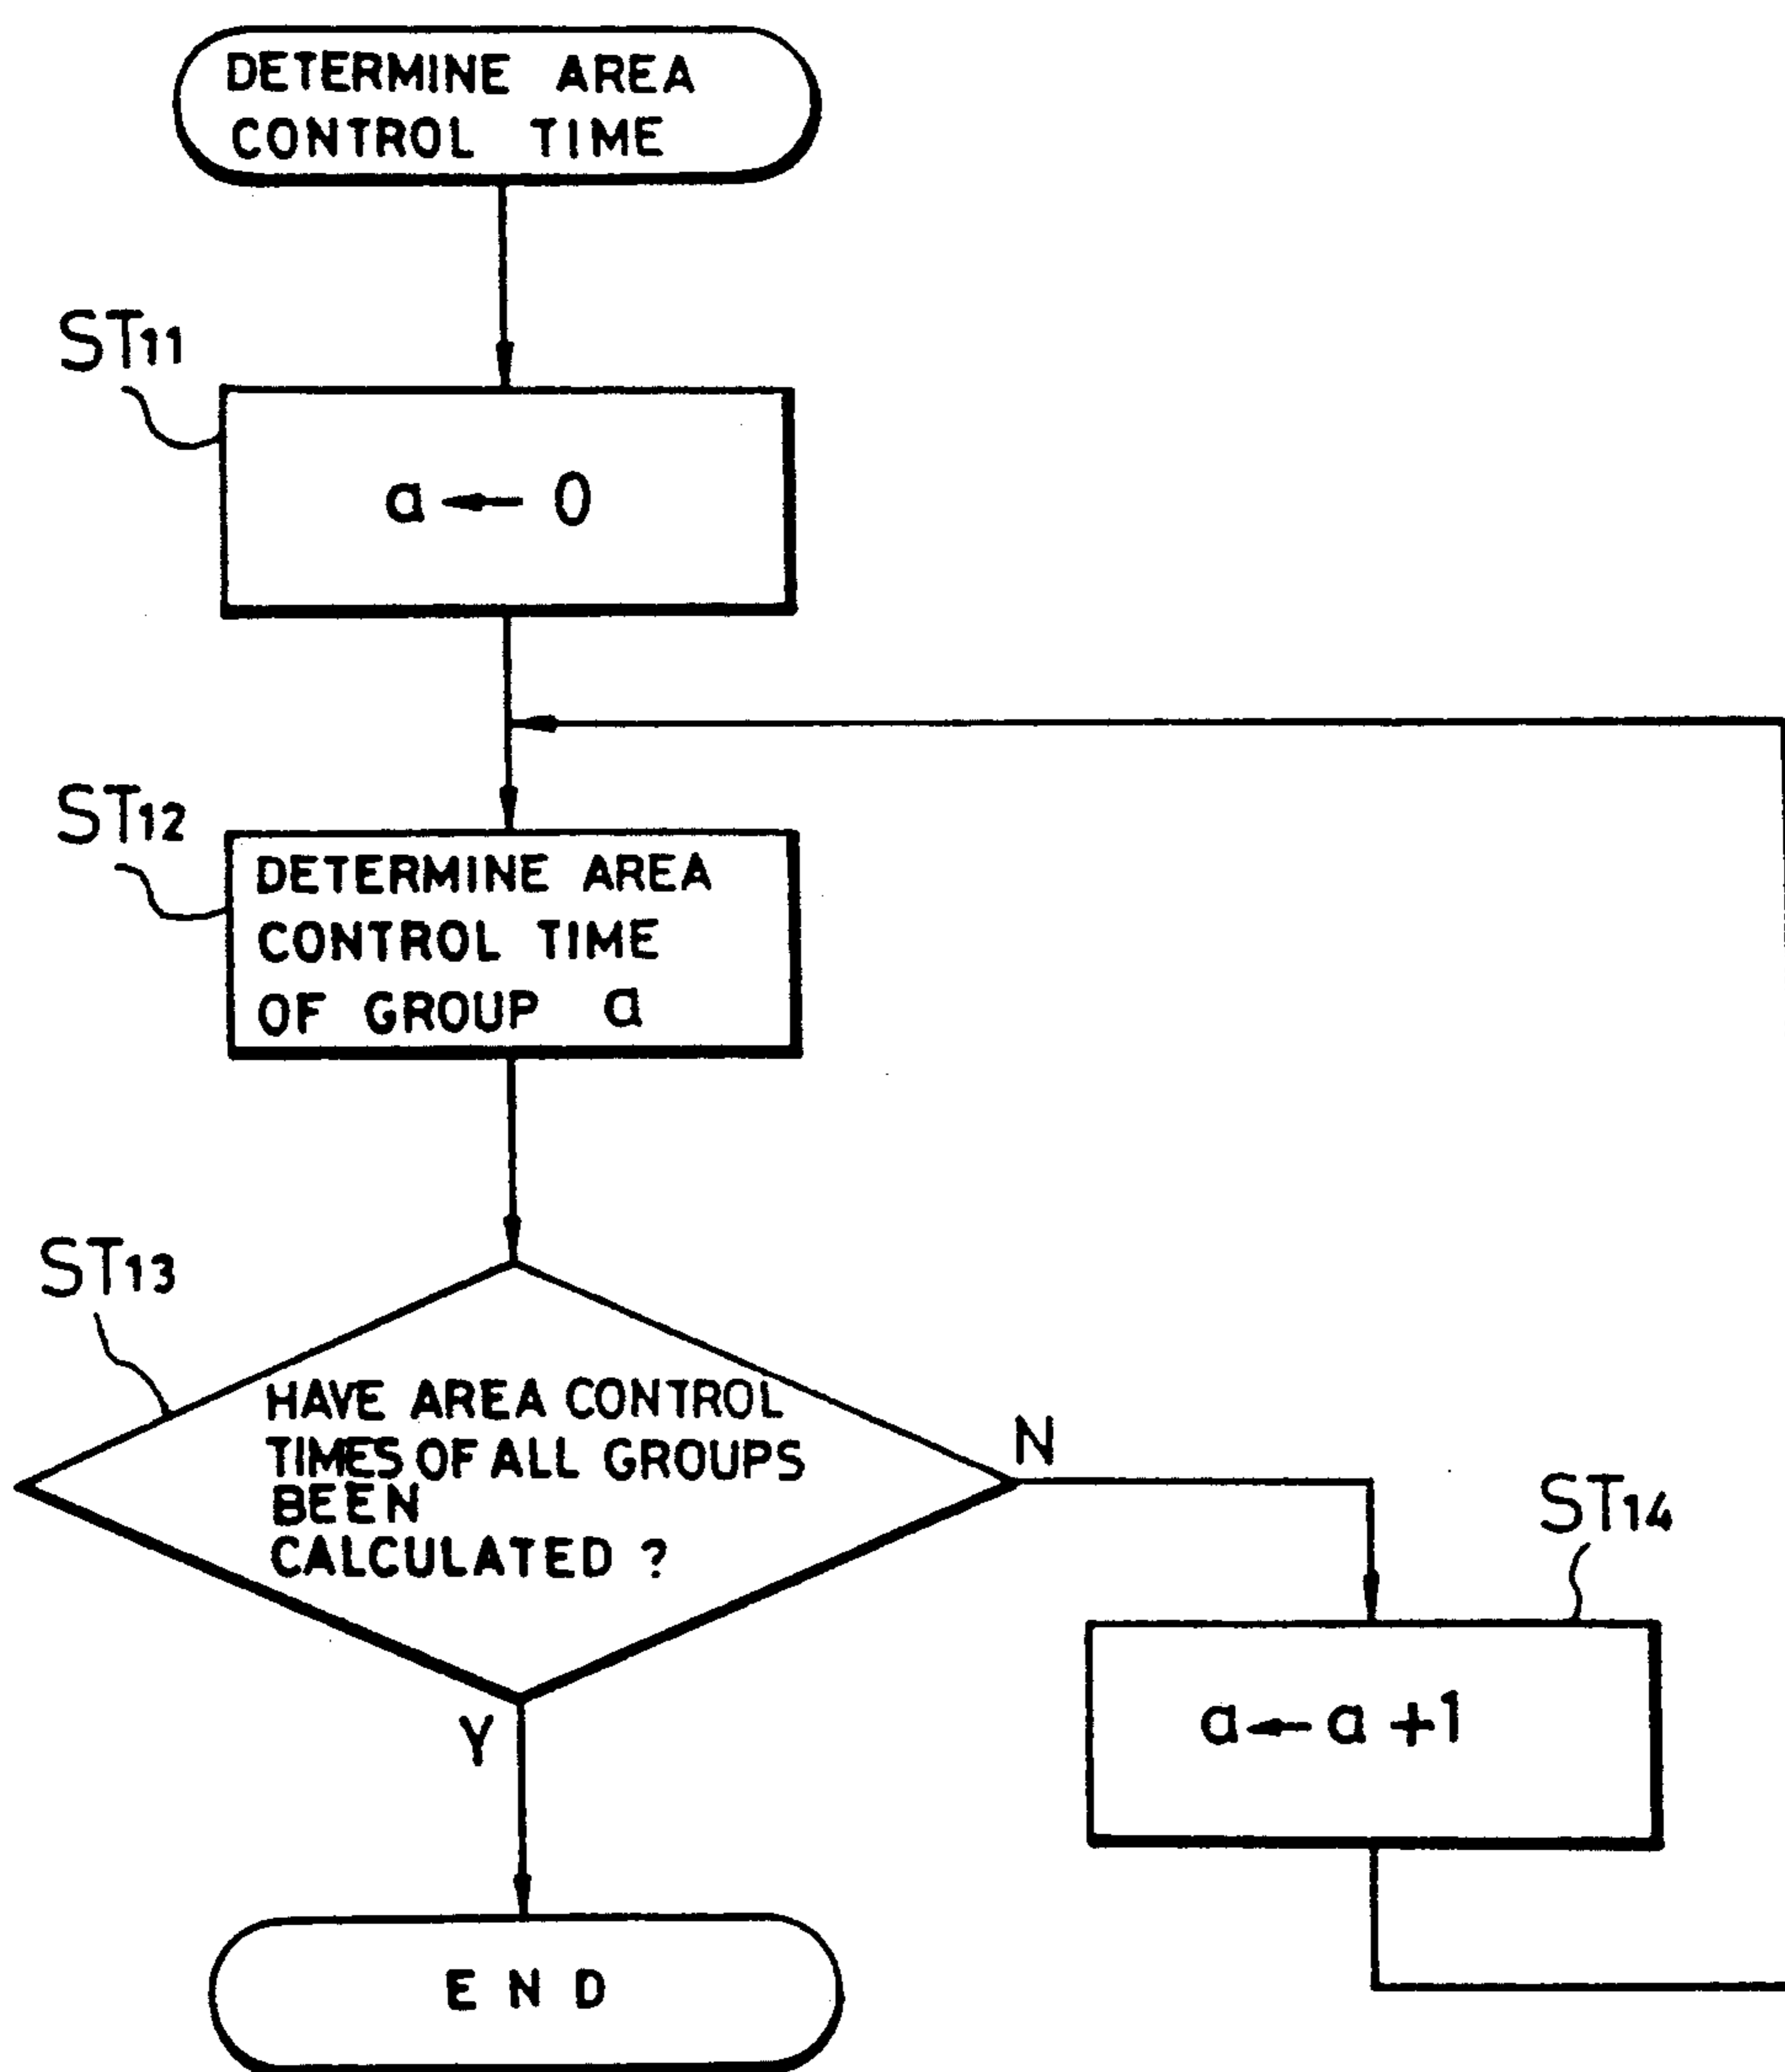 DETERMINE AREA
CONTROL TIME
ST11
a ← 0
ST12
DETERMINE AREA
CONTROL TIME
OF GROUP a
ST13
HAVE AREA CONTROL
TIMES OF ALL GROUPS
BEEN
CALCULATED ?
N
ST14
a ← a +1
Y
END